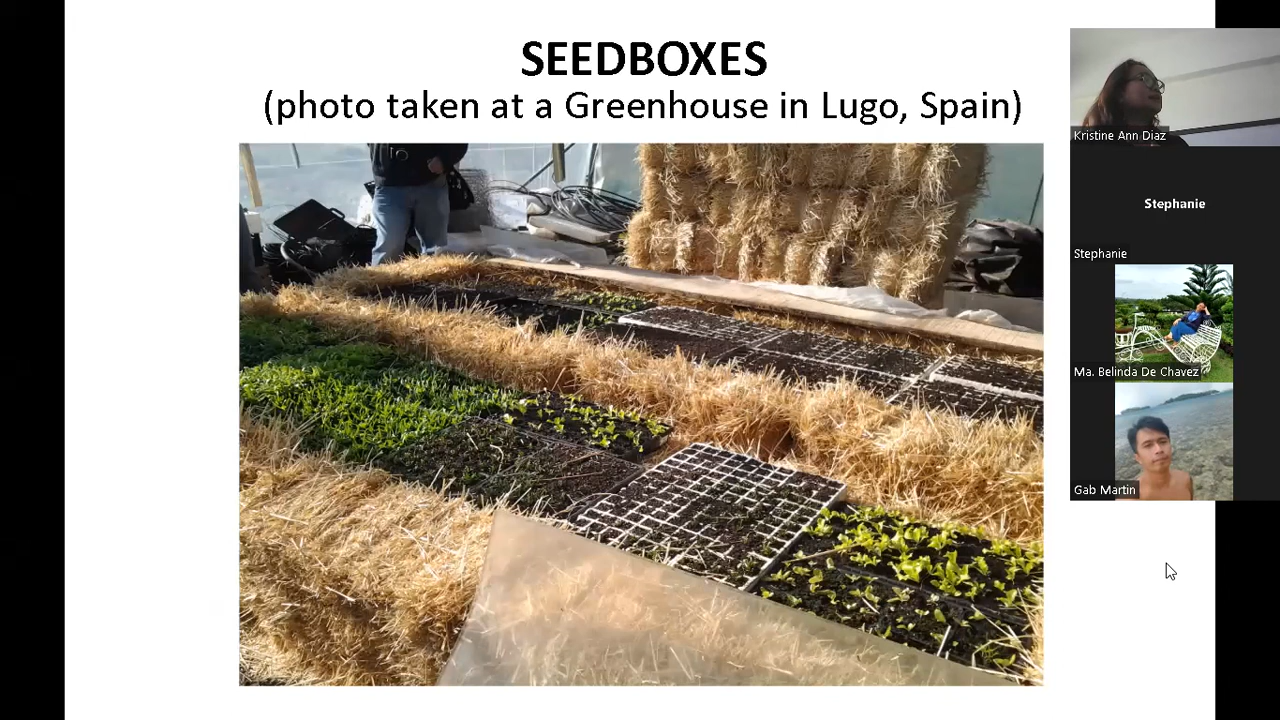 SEEDBOXES
(photo taken at a Greenhouse in Lugo, Spain)
Kristine Ann Diaz
Stephanie
Stephanie
Ma. Belinda De Chavez
Gab Martin